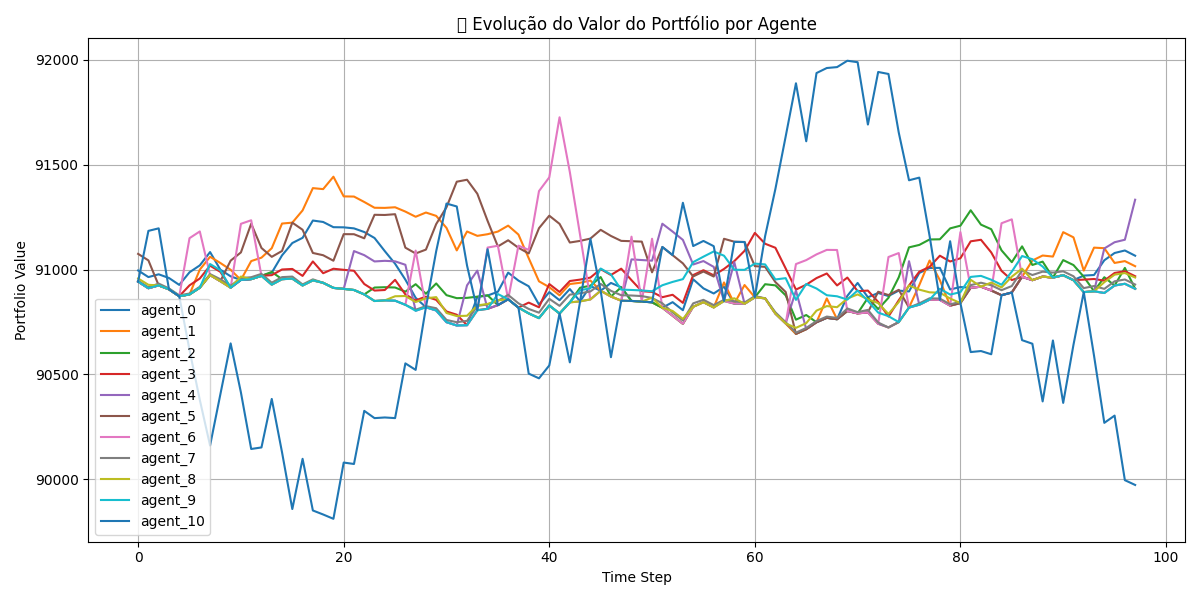 Evolução do Valor do Portfólio por Agente
92000
91500
91000
90500
90000
Portfolio Value
agent_0
agent_1
agent_2
agent_3
agent_4
agent_5
agent_6
agent_7
agent_8
agent_9
agent_10
0
20
40
60
80
100
Time Step